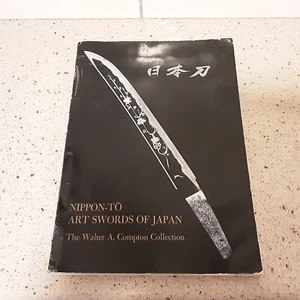 日本刀
NIPPON-TŌ
ART SWORDS OF JAPAN
The Walter A. Compton Collection